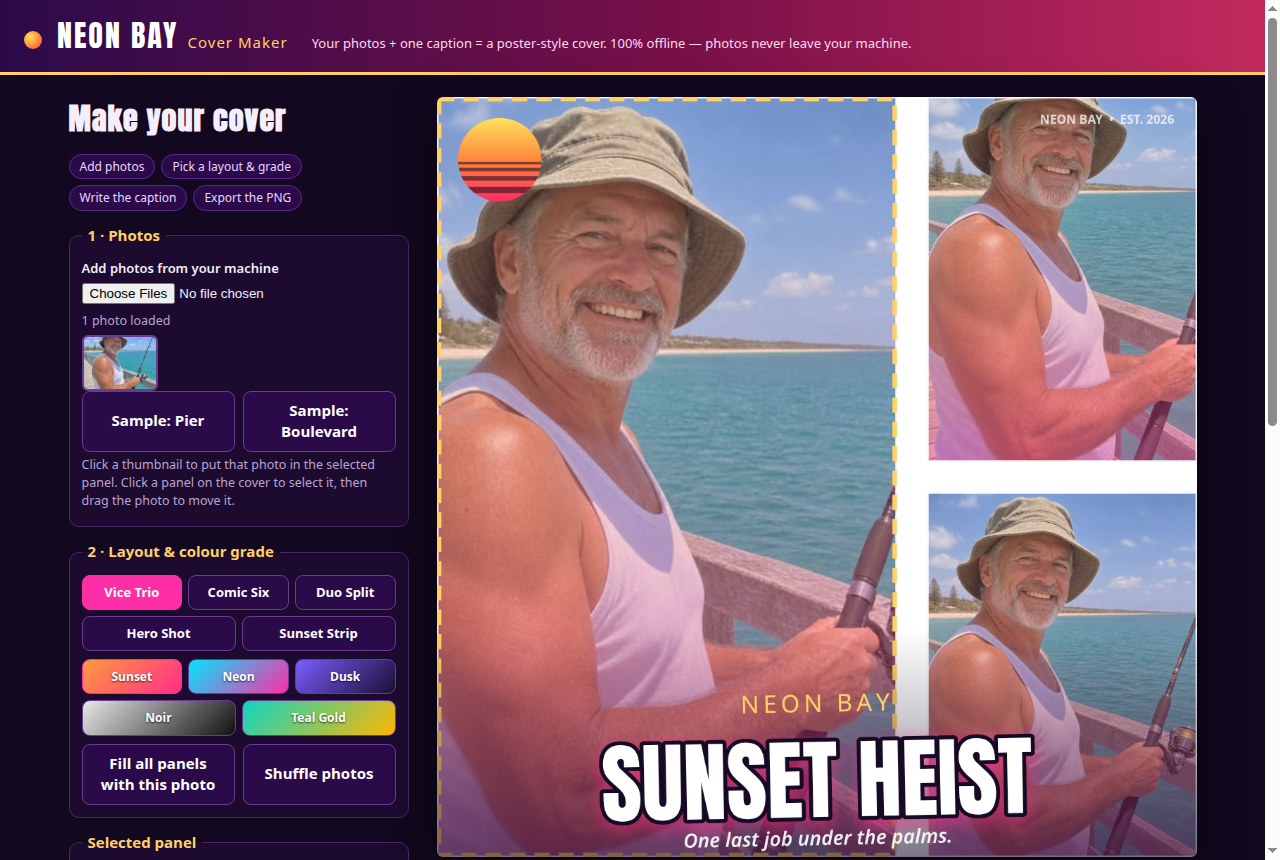 NEON BAY Cover Maker Your photos + one caption = a poster-style cover. 100% offline — photos never leave your machine.
Make your cover
Add photos
Pick a layout & grade
Write the caption
Export the PNG
1 · Photos
Add photos from your machine
Choose Files No file chosen
1 photo loaded
Sample: Pier
Sample:
Boulevard
Click a thumbnail to put that photo in the selected
panel. Click a panel on the cover to select it, then
drag the photo to move it.
2 · Layout & colour grade
Vice Trio
Comic Six
Duo Split
Hero Shot
Sunset Strip
Sunset
Neon
Dusk
Noir
Teal Gold
Fill all panels
with this photo
Shuffle photos
Selected panel
NEON BAY • EST. 2026
NEON BAY
SUNSET HEIST
One last job under the palms.